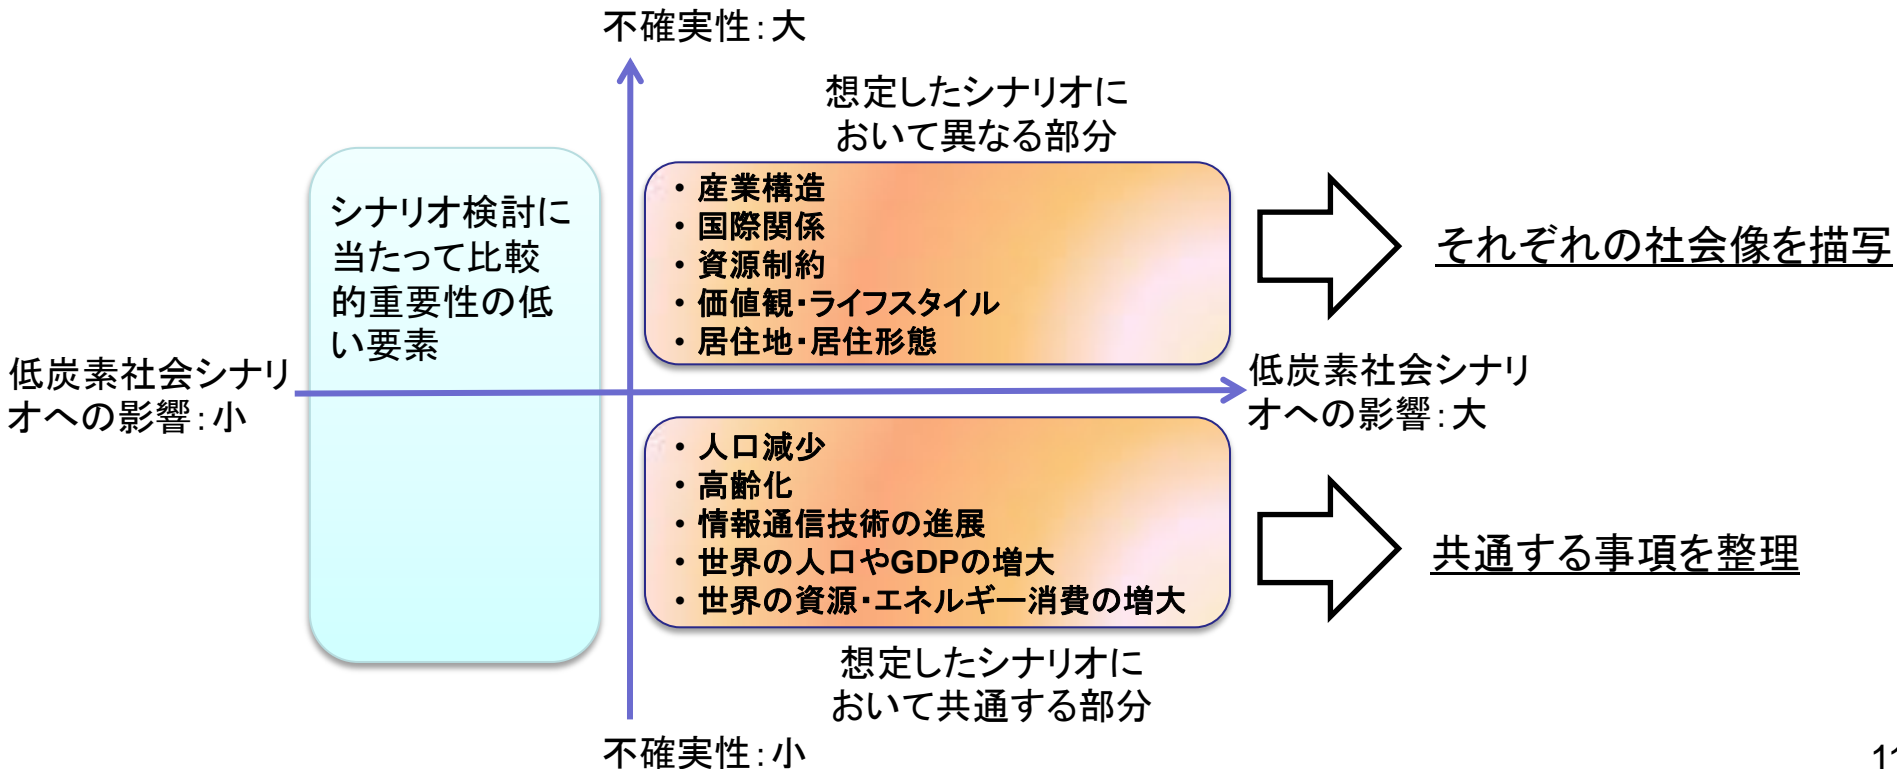 不確実性：大
想定したシナリオに
おいて異なる部分
シナリオ検討に
当たって比較
的重要性の低
い要素
・産業構造
・国際関係
・資源制約
・価値観・ライフスタイル
・居住地・居住形態
それぞれの社会像を描写
低炭素社会シナリ
オへの影響：小
低炭素社会シナリ
オへの影響：大
・人口減少
・高齢化
・情報通信技術の進展
・世界の人口やGDPの増大
・世界の資源・エネルギー消費の増大
共通する事項を整理
想定したシナリオに
おいて共通する部分
不確実性：小
11